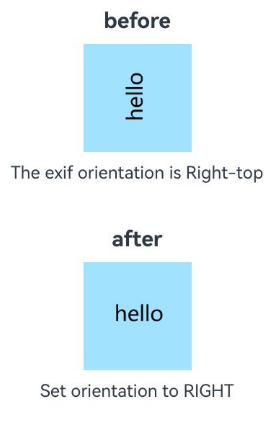 before
hello
The exif orientation is Right-top
after
hello
Set orientation to RIGHT